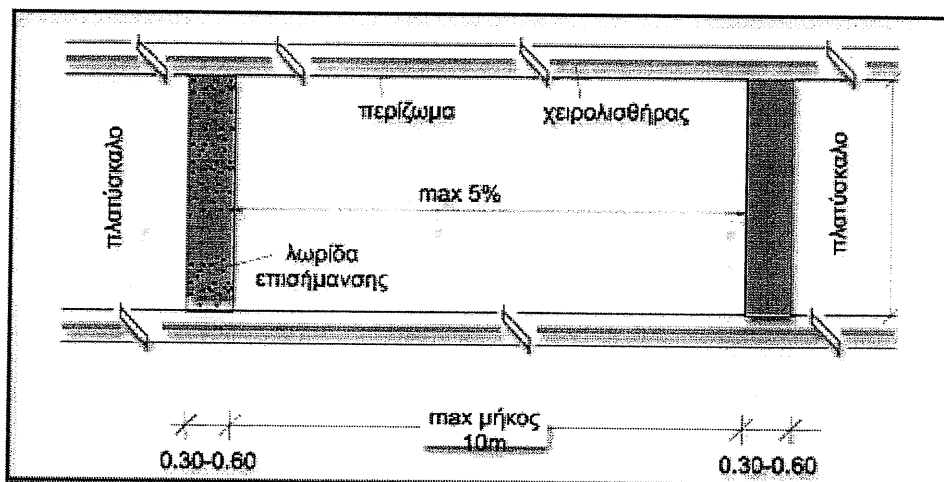 περίζωμα
χειρολισθήρας
πλατύσκαλο
max 5%
πλατύσκαλο
λωρίδα
επισήμανσης
max μήκος
10m
0.30-0.60
0.30-0.60